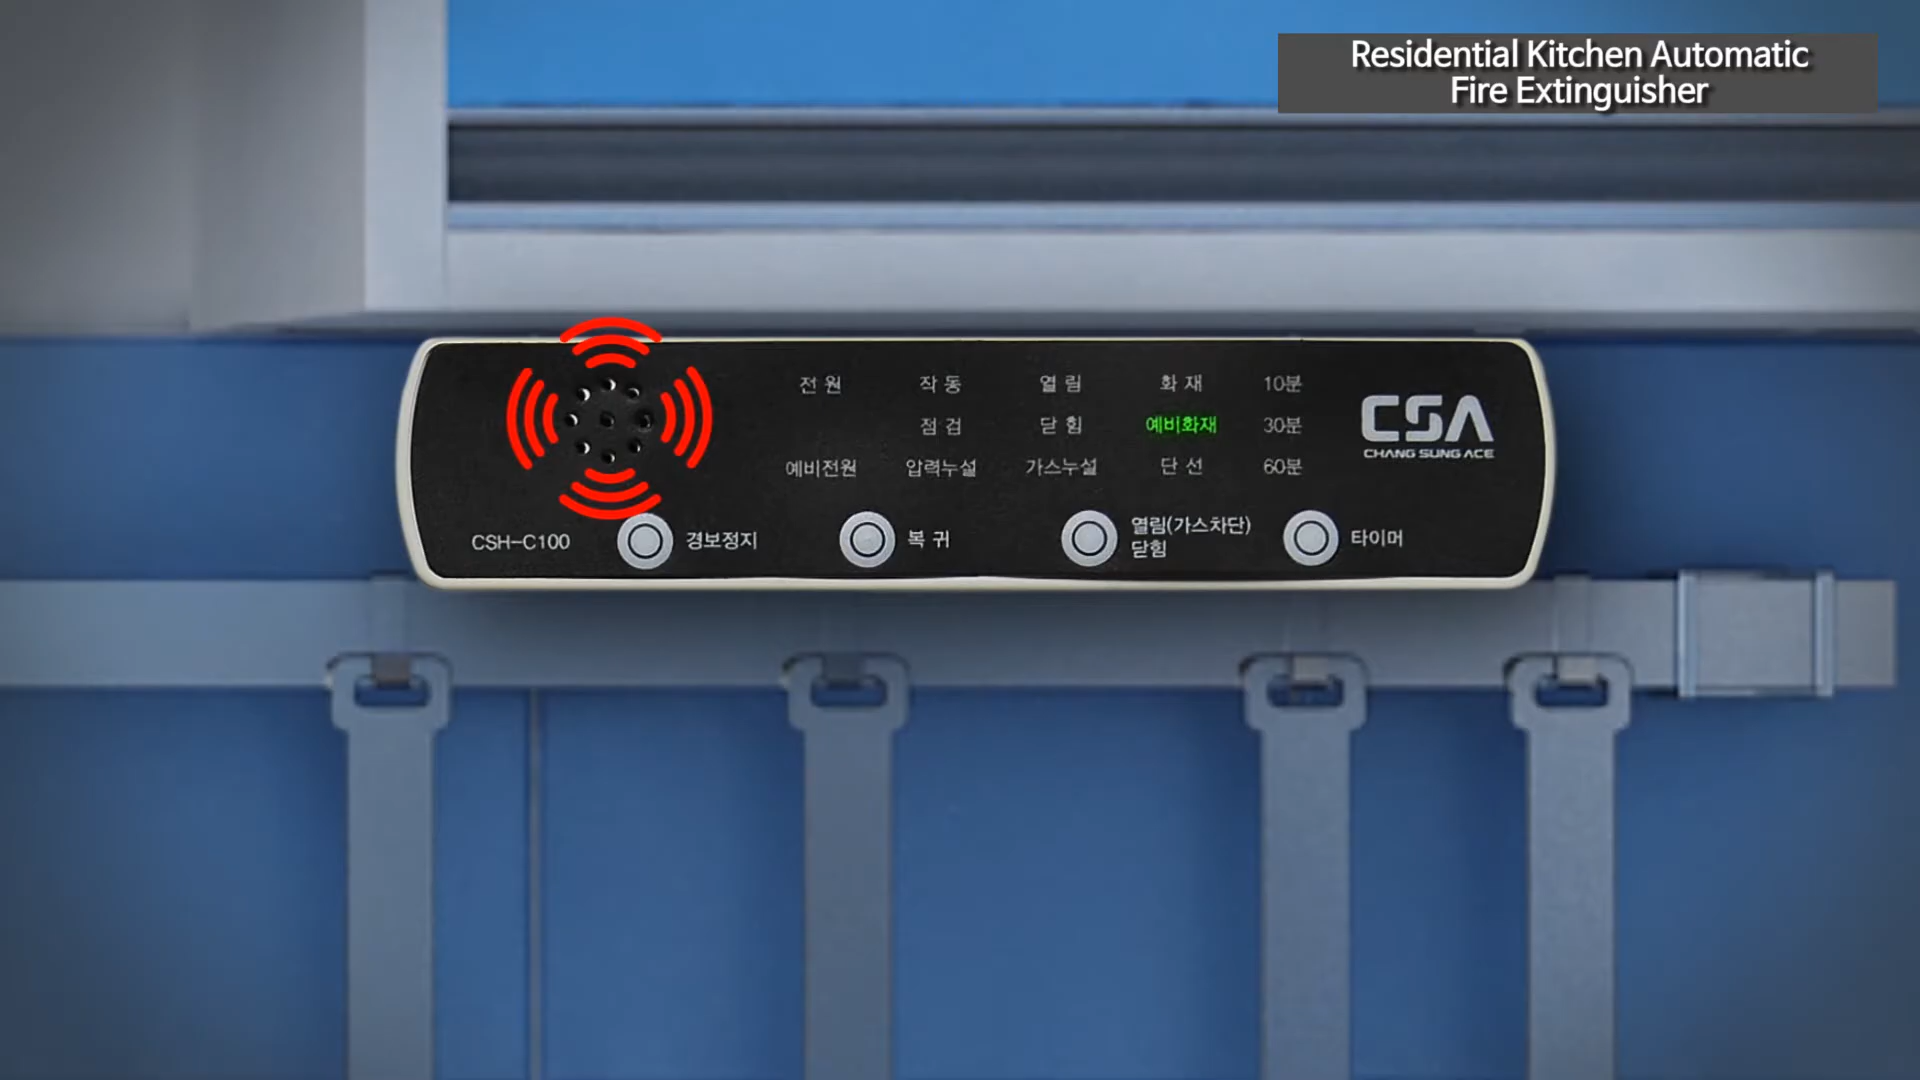 Residential Kitchen Automatic
Fire Extinguisher
전원 작동 열림 화재 10분
점검 닫힘 예비화재 30분
예비전원 압력누설 가스누설 단선 60분
CSA
CHANG SUNG ACE
CSH-C100 경보정지 복귀 열림(가스차단) 타이머
닫힘